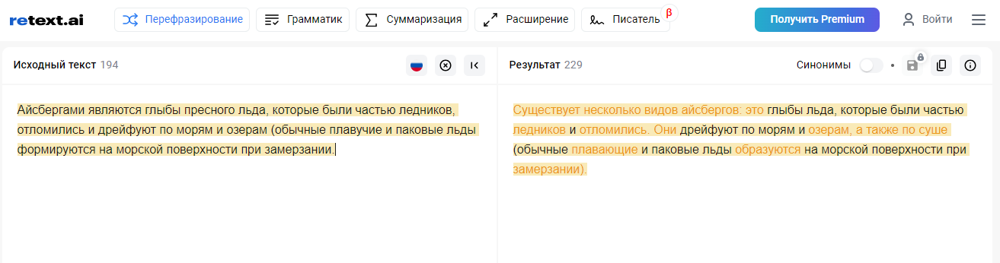 retext.ai Перефразирование Грамматик Суммаризация Расширение Писатель β Получить Premium Войти
Исходный текст 194
Айсбергами являются глыбы пресного льда, которые были частью ледников,
отломились и дрейфуют по морям и озерам (обычные плавучие и паковые льды
формируются на морской поверхности при замерзании.
Результат 229 Синонимы
Существует несколько видов айсбергов: это глыбы льда, которые были частью
ледников и отломились. Они дрейфуют по морям и озерам, а также по суше
(обычные плавающие и паковые льды образуются на морской поверхности при
замерзании).